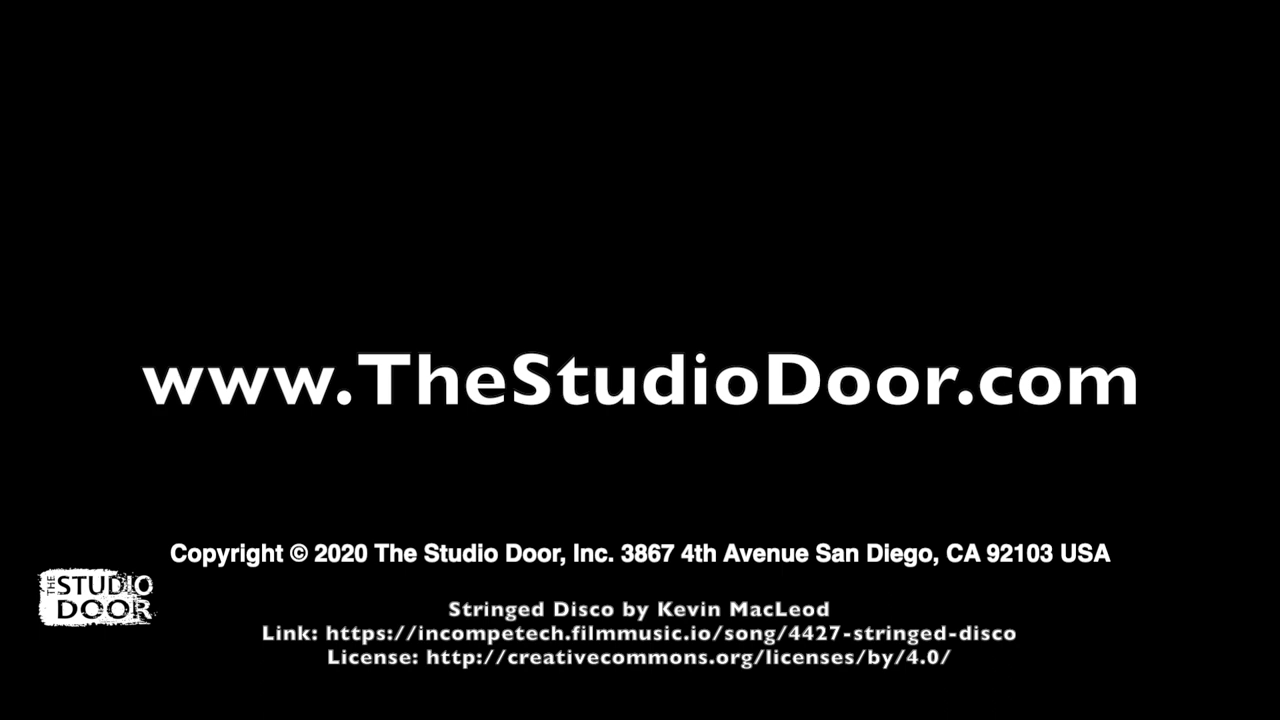 www.TheStudioDoor.com
Copyright © 2020 The Studio Door, Inc. 3867 4th Avenue San Diego, CA 92103 USA
THE STUDIO
DOOR
Stringed Disco by Kevin MacLeod
Link: https://incompetech.filmmusic.io/song/4427-stringed-disco
License: http://creativecommons.org/licenses/by/4.0/